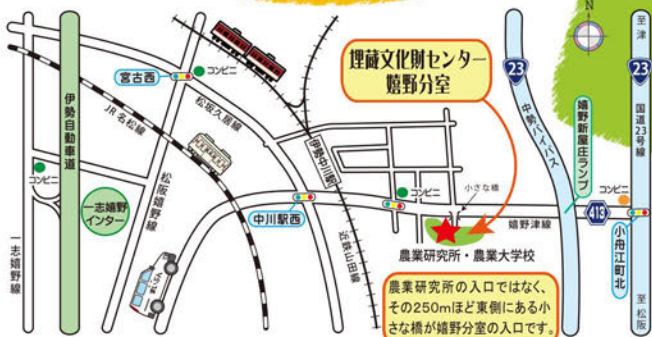 N
至津
23
国道23号線
23
中勢バイパス
嬉野新屋庄ランプ
埋蔵文化財センター
嬉野分室
コンビニ
宮古西
伊勢自動車道
JR名松線
松坂久居線
伊勢中川駅
コンビニ
コンビニ
小さな橋
コンビニ
一志嬉野
インター
松阪嬉野線
中川駅西
413
嬉野津線
小舟江町北
一志嬉野線
近鉄山田線
農業研究所・農業大学校
農業研究所の入口ではなく、
その250mほど東側にある小
さな橋が嬉野分室の入口です。
至松阪